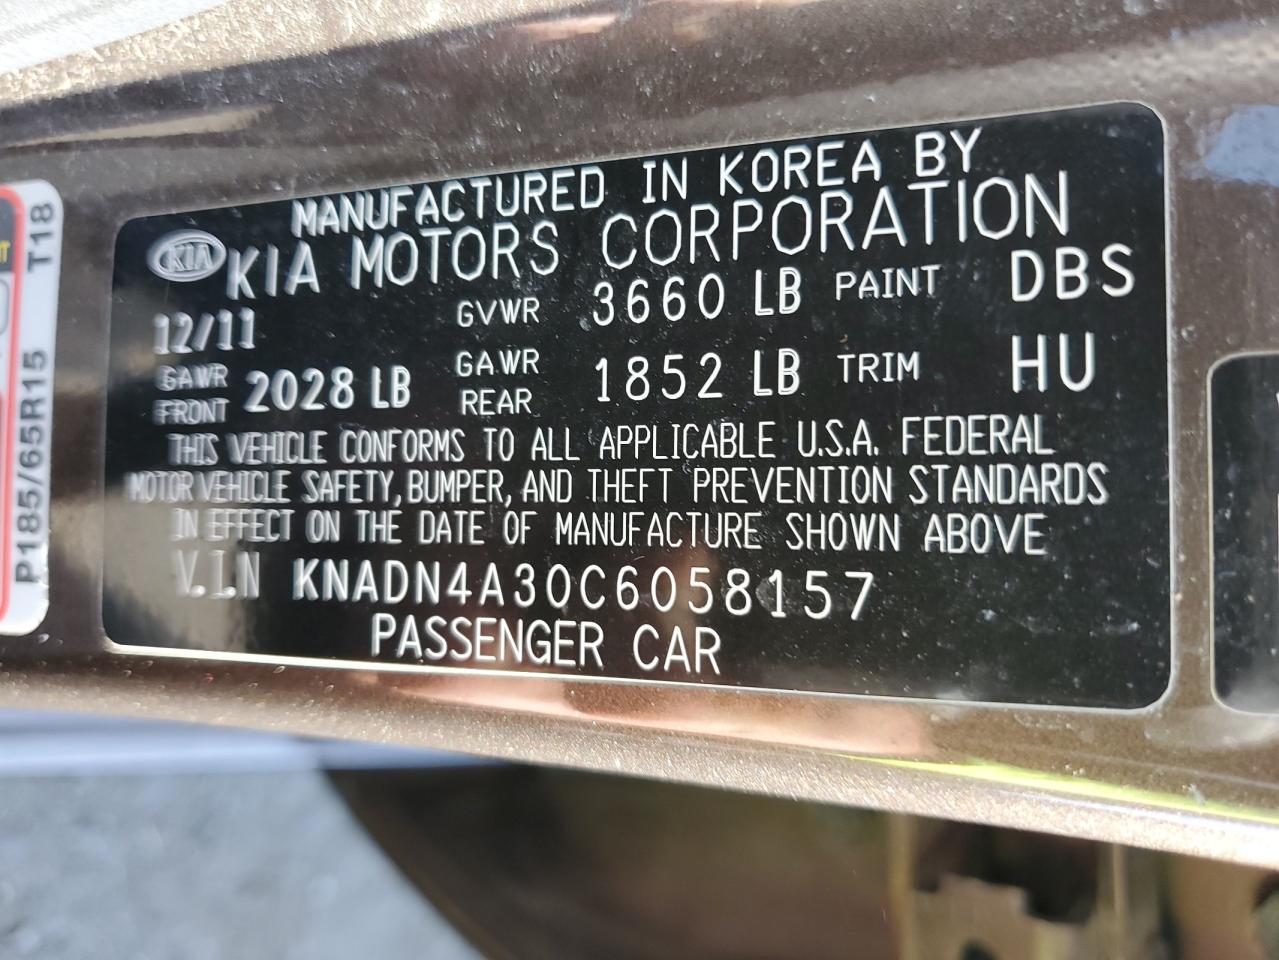 MANUFACTURED IN KOREA BY
KIA KIA MOTORS CORPORATION
12/11 GVWR 3660 LB PAINT DBS
GAWR FRONT 2028 LB GAWR REAR 1852 LB TRIM HU
THIS VEHICLE CONFORMS TO ALL APPLICABLE U.S.A. FEDERAL
MOTOR VEHICLE SAFETY, BUMPER, AND THEFT PREVENTION STANDARDS
IN EFFECT ON THE DATE OF MANUFACTURE SHOWN ABOVE
V.I.N KNADN4A30C6058157
PASSENGER CAR
P185/65R15 T18